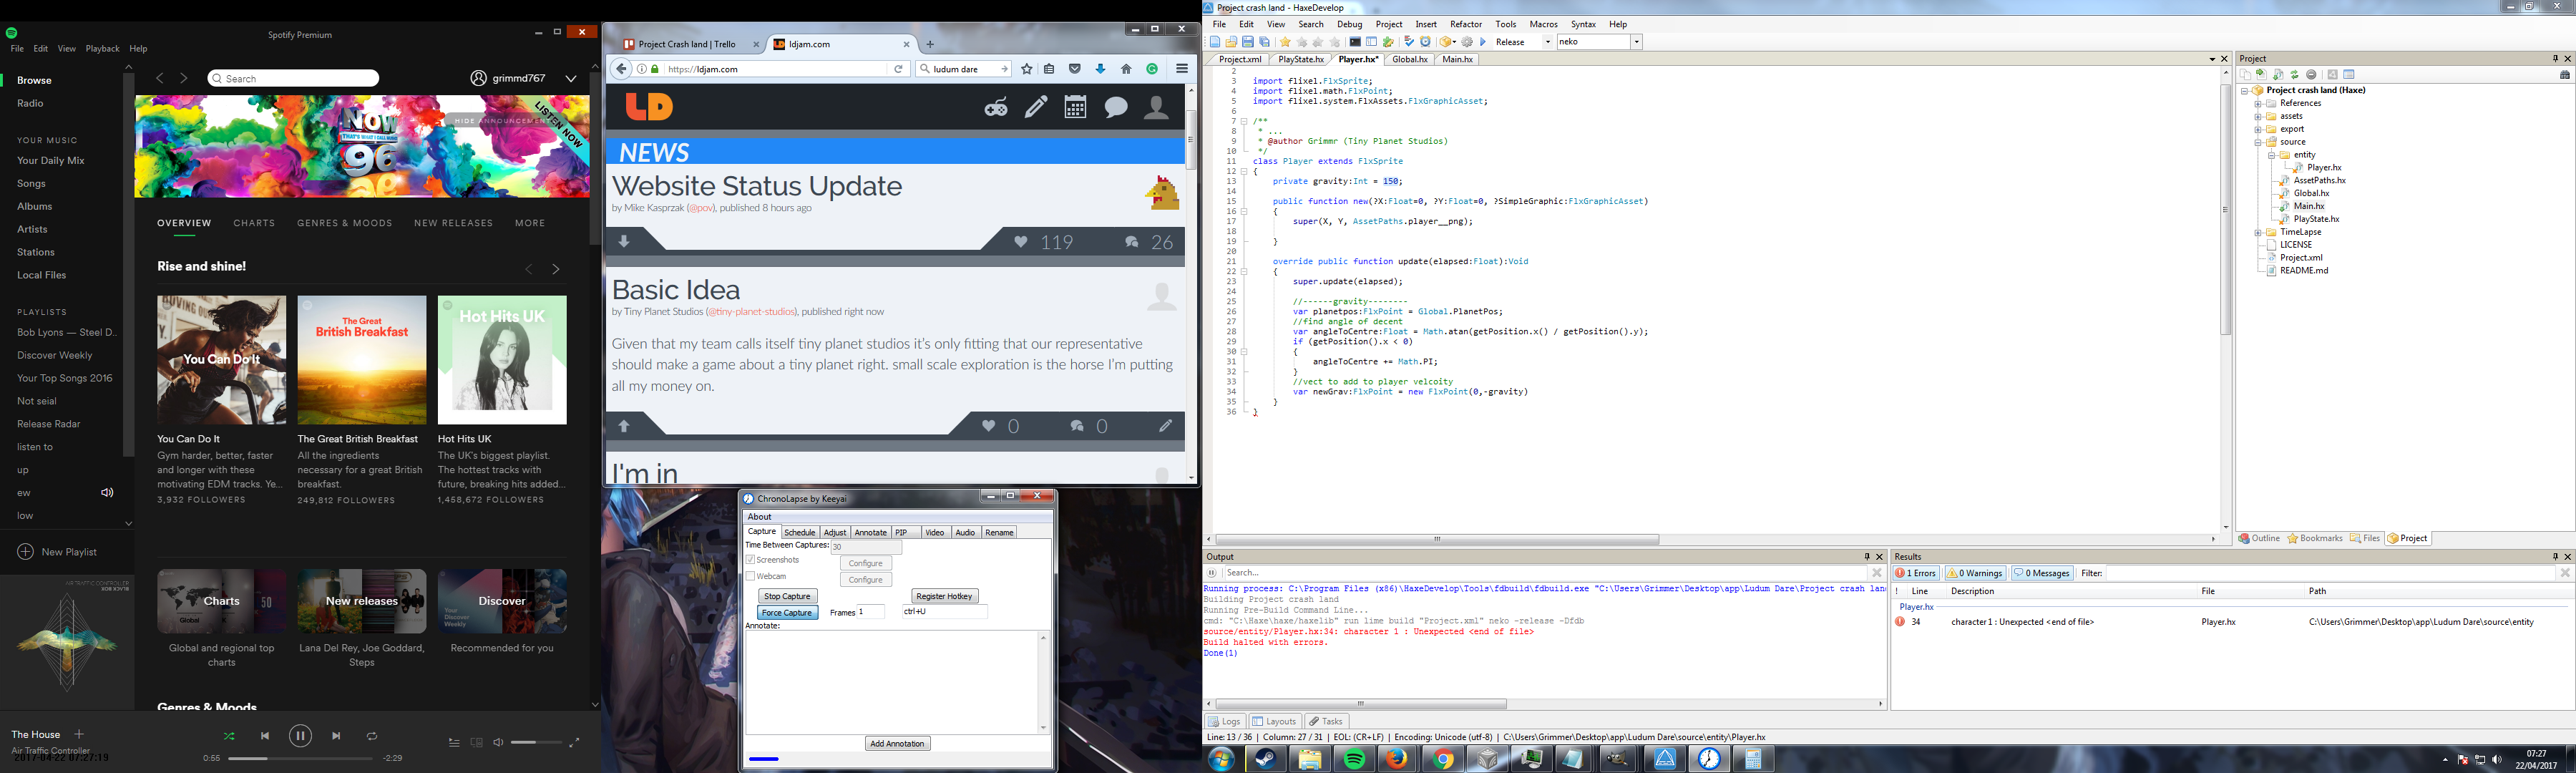 Spotify Premium
File Edit View Playback Help
Browse
Radio
YOUR MUSIC
Your Daily Mix
Songs
Albums
Artists
Stations
Local Files
PLAYLISTS
Bob Lyons — Steel D..
Discover Weekly
Your Top Songs 2016
Not seial
Release Radar
listen to
up
ew
low
New Playlist
AIR TRAFFIC CONTROLLER
BLACK BOX
Search
grimmd767
NOW
THAT'S WHAT I CALL MUSIC
96
HIDE ANNOUNCEMENT
LISTEN NOW
OVERVIEW CHARTS GENRES & MOODS NEW RELEASES MORE
Rise and shine!
You Can Do It
The Great
British Breakfast
Hot Hits UK
You Can Do It
Gym harder, better, faster
and longer with these
motivating EDM tracks. Ye...
3,932 FOLLOWERS
The Great British Breakfast
All the ingredients
necessary for a great British
breakfast.
249,812 FOLLOWERS
Hot Hits UK
The UK's biggest playlist.
The hottest tracks with
future, breaking hits added...
1,458,672 FOLLOWERS
Charts
New releases
Discover
Global and regional top
charts
Lana Del Rey, Joe Goddard,
Steps
Recommended for you
Genres & Moods
The House
Air Traffic Controller
2017-04-22 07:27:19
0:55
-2:29
Project Crash land | Trello
ldjam.com
https://ldjam.com
ludum dare
LD
NEWS
Website Status Update
by Mike Kasprzak (@pov), published 8 hours ago
119 26
Basic Idea
by Tiny Planet Studios (@tiny-planet-studios), published right now
Given that my team calls itself tiny planet studios it's only fitting that our representative
should make a game about a tiny planet right. small scale exploration is the horse I'm putting
all my money on.
0 0
I'm in
ChronoLapse by Keeyai
About
Capture Schedule Adjust Annotate PIP Video Audio Rename
Time Between Captures: 30
Screenshots Configure
Webcam Configure
Stop Capture Register Hotkey
Force Capture Frames 1 ctrl+U
Annotate:
Add Annotation
Project crash land - HaxeDevelop
File Edit View Search Debug Project Insert Refactor Tools Macros Syntax Help
Release neko
Project.xml PlayState.hx Player.hx* Global.hx Main.hx
2
3 import flixel.FlxSprite;
4 import flixel.math.FlxPoint;
5 import flixel.system.FlxAssets.FlxGraphicAsset;
6
7 /**
8 * ...
9 * @author Grimmr (Tiny Planet Studios)
10 */
11 class Player extends FlxSprite
12 {
13 private gravity:Int = 150;
14
15 public function new(?X:Float=0, ?Y:Float=0, ?SimpleGraphic:FlxGraphicAsset)
16 {
17 super(X, Y, AssetPaths.player__png);
18
19 }
20
21 override public function update(elapsed:Float):Void
22 {
23 super.update(elapsed);
24
25 //------gravity--------
26 var planetpos:FlxPoint = Global.PlanetPos;
27 //find angle of decent
28 var angleToCentre:Float = Math.atan(getPosition.x() / getPosition().y);
29 if (getPosition().x < 0)
30 {
31 angleToCentre += Math.PI;
32 }
33 //vect to add to player velcoity
34 var newGrav:FlxPoint = new FlxPoint(0,-gravity)
35 }
36 }
Project
Project crash land (Haxe)
References
assets
export
source
entity
Player.hx
AssetPaths.hx
Global.hx
Main.hx
PlayState.hx
TimeLapse
LICENSE
Project.xml
README.md
Outline Bookmarks Files Project
Output
Search...
Running process: C:\Program Files (x86)\HaxeDevelop\Tools\fdbuild\fdbuild.exe "C:\Users\Grimmer\Desktop\app\Ludum Dare\Project crash lan
Building Project crash land
Running Pre-Build Command Line...
cmd: "C:\Haxe\haxe/haxelib" run lime build "Project.xml" neko -release -Dfdb
source/entity/Player.hx:34: character 1 : Unexpected <end of file>
Build halted with errors.
Done(1)
Logs Layouts Tasks
Results
1 Errors 0 Warnings 0 Messages Filter:
! Line Description File Path
Player.hx
34 character 1 : Unexpected <end of file> Player.hx C:\Users\Grimmer\Desktop\app\Ludum Dare\source\entity
Line: 13 / 36 | Column: 27 / 31 | EOL: (CR+LF) | Encoding: Unicode (utf-8) | C:\Users\Grimmer\Desktop\app\Ludum Dare\source\entity\Player.hx
07:27
22/04/2017